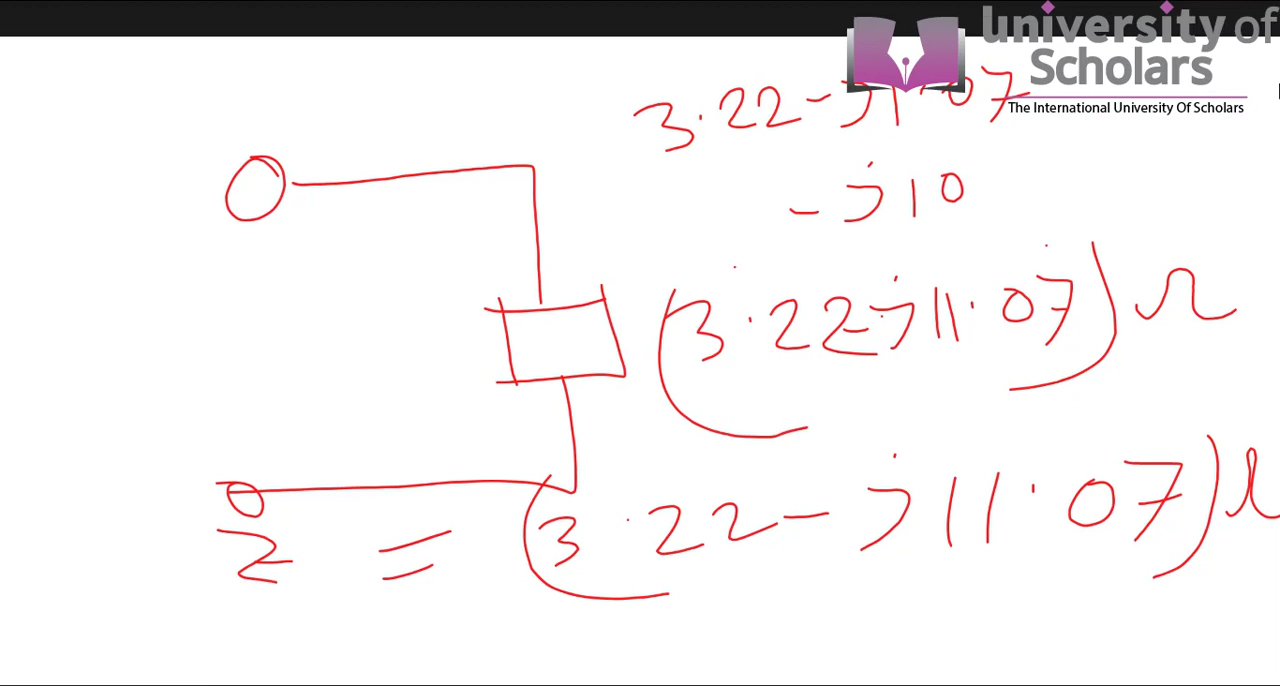 university of
Scholars
The International University Of Scholars
3.22-j1.07
-j10
(3.22-j11.07)Ω
Z = (3.22-j11.07)Ω